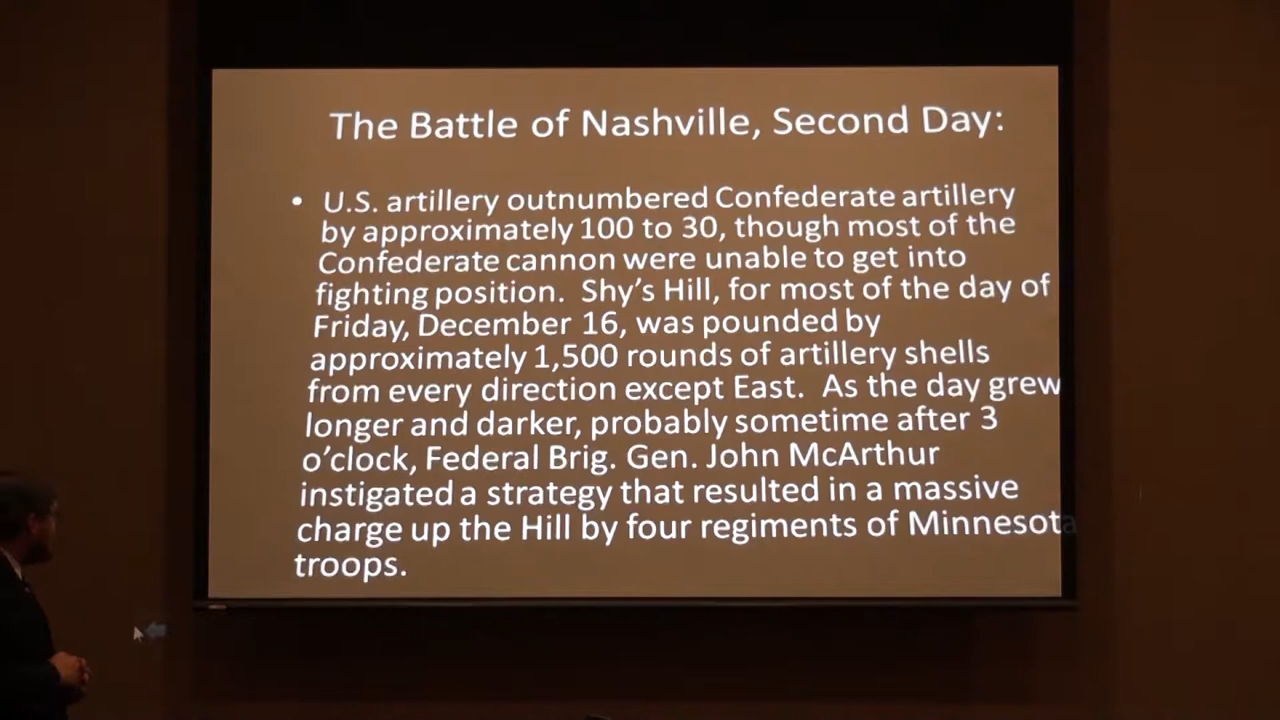 The Battle of Nashville, Second Day:
• U.S. artillery outnumbered Confederate artillery
by approximately 100 to 30, though most of the
Confederate cannon were unable to get into
fighting position.  Shy's Hill, for most of the day of
Friday, December 16, was pounded by
approximately 1,500 rounds of artillery shells
from every direction except East.  As the day grew
longer and darker, probably sometime after 3
o'clock, Federal Brig. Gen. John McArthur
instigated a strategy that resulted in a massive
charge up the Hill by four regiments of Minnesota
troops.